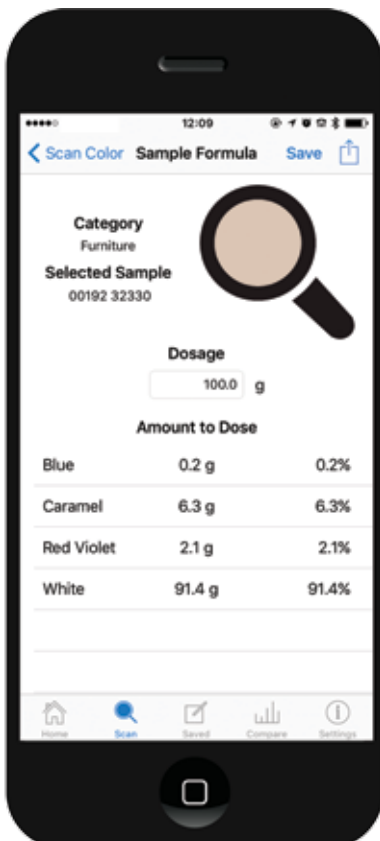 12:09
Scan Color Sample Formula Save
Category
Furniture
Selected Sample
00192 32330
Dosage
100.0 g
Amount to Dose
Blue 0.2 g 0.2%
Caramel 6.3 g 6.3%
Red Violet 2.1 g 2.1%
White 91.4 g 91.4%
Home Scan Saved Compare Settings